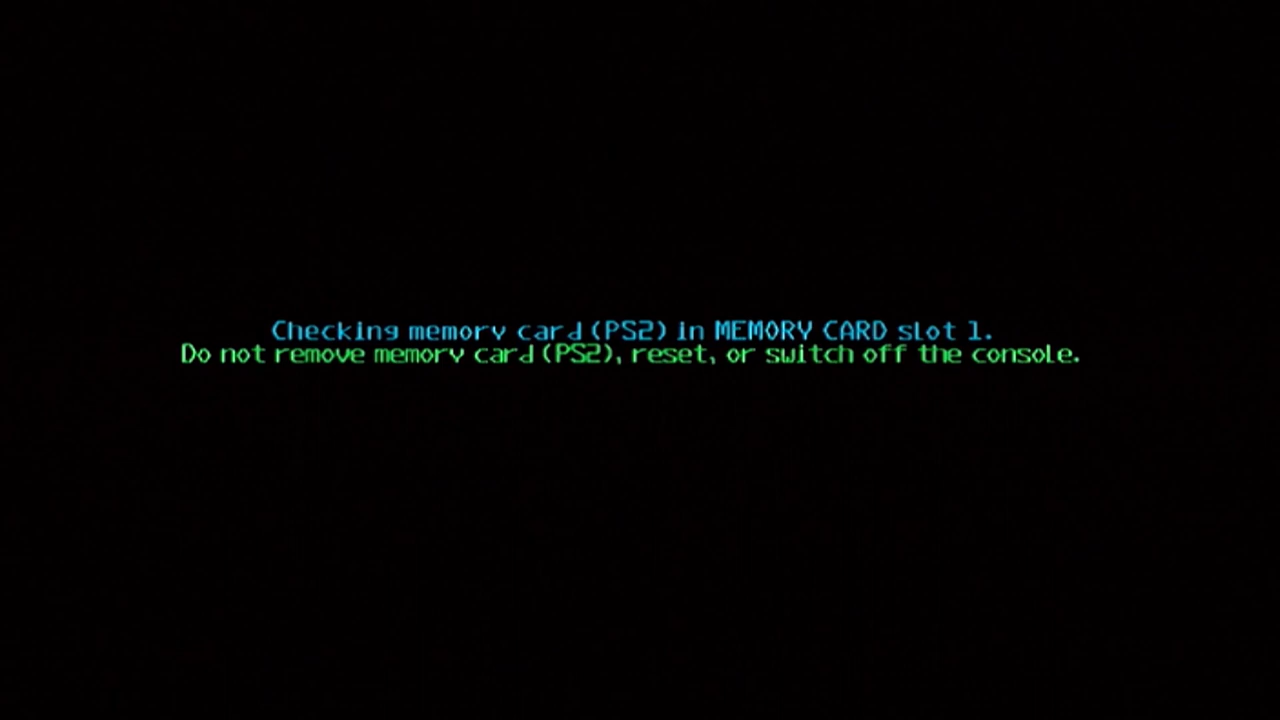 Checking memory card (PS2) in MEMORY CARD slot 1.
Do not remove memory card (PS2), reset, or switch off the console.